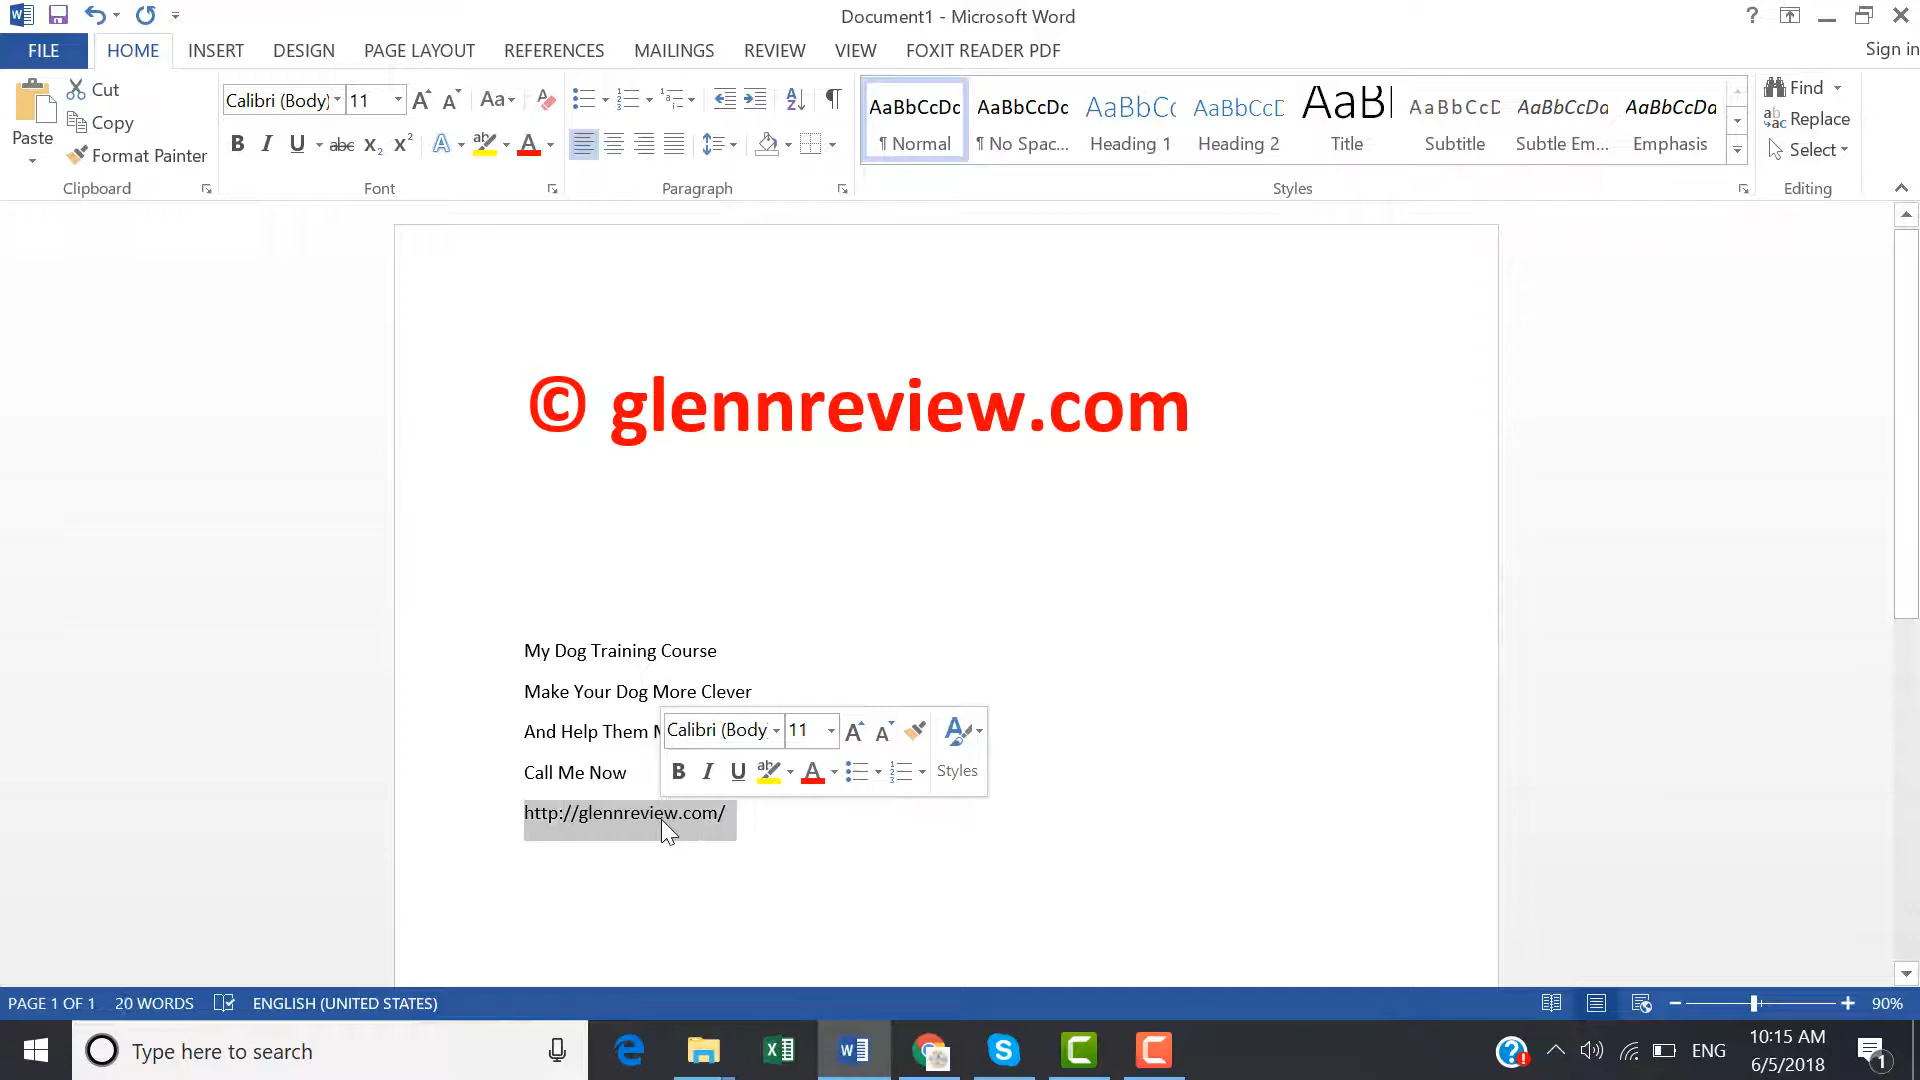 Document1 - Microsoft Word
FILE HOME INSERT DESIGN PAGE LAYOUT REFERENCES MAILINGS REVIEW VIEW FOXIT READER PDF Sign in
Paste
Cut
Copy
Format Painter
Clipboard
Calibri (Body) 11
Font
Paragraph
AaBbCcDc AaBbCcDc AaBbCc AaBbCcD AaBl AaBbCcD AaBbCcDa AaBbCcDa
¶ Normal ¶ No Spac... Heading 1 Heading 2 Title Subtitle Subtle Em... Emphasis
Styles
Find
Replace
Select
Editing
© glennreview.com
My Dog Training Course
Make Your Dog More Clever
And Help Them
Call Me Now
http://glennreview.com/
Calibri (Body 11
Styles
PAGE 1 OF 1 20 WORDS ENGLISH (UNITED STATES) 90%
Type here to search
ENG
10:15 AM
6/5/2018
1